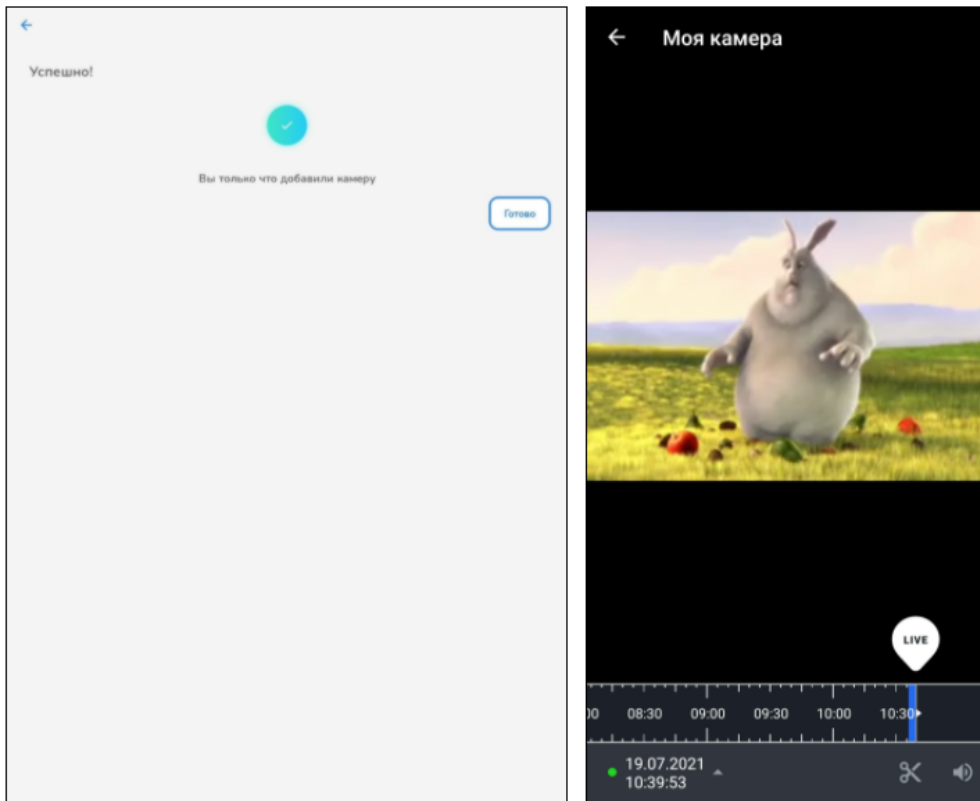 Успешно!
Вы только что добавили камеру
Готово
Моя камера
LIVE
00 08:30 09:00 09:30 10:00 10:30
19.07.2021
10:39:53